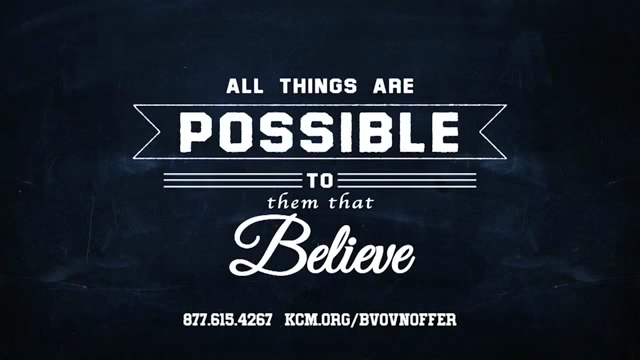 ALL THINGS ARE
POSSIBLE
TO
them that
Believe
877.615.4267 KCM.ORG/BVOVNOFFER